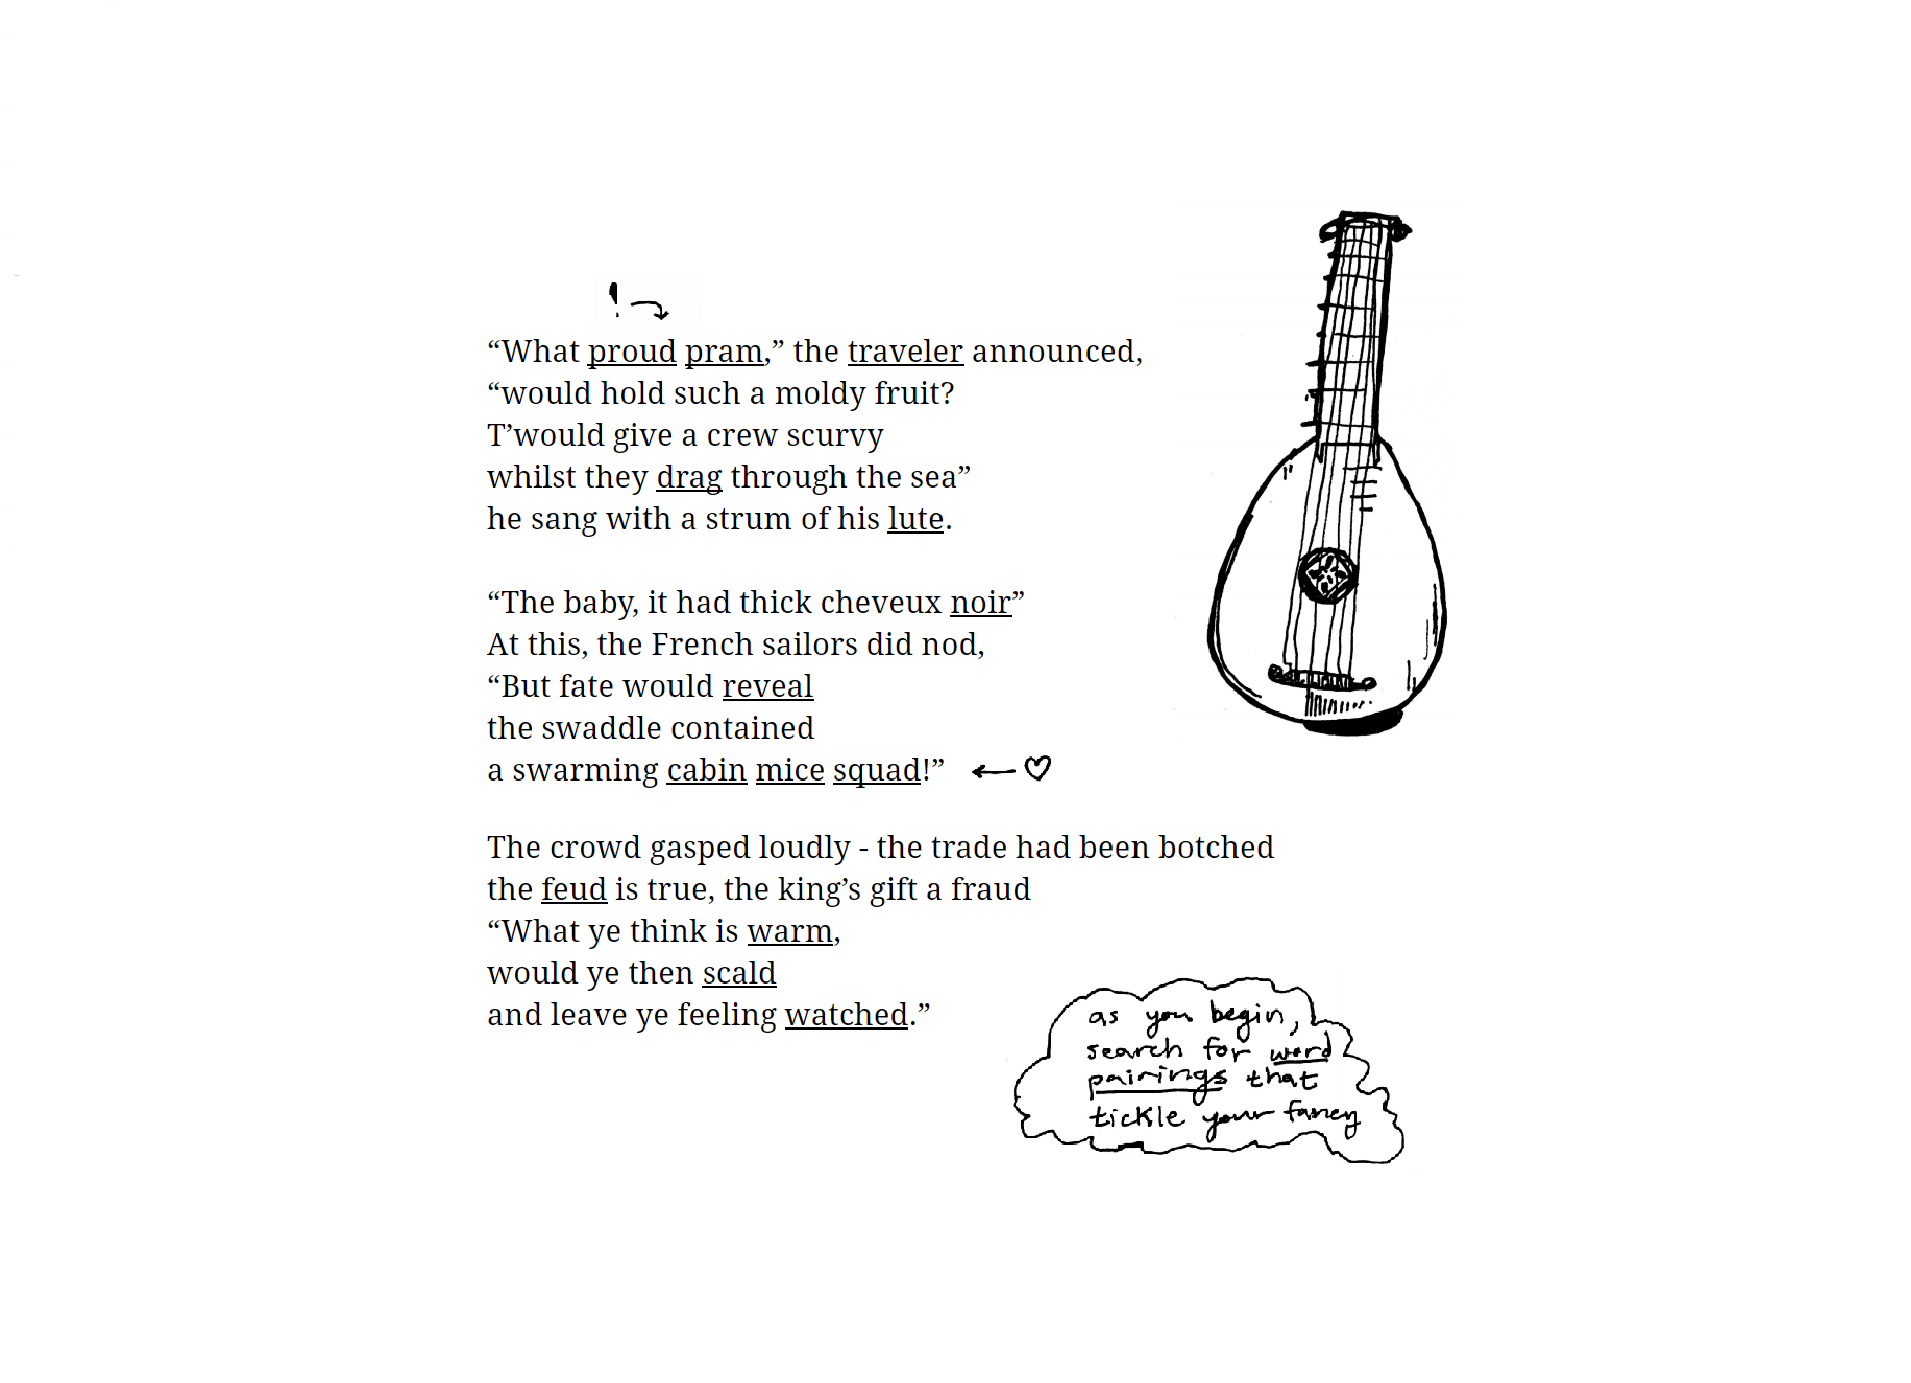 !
“What proud pram,” the traveler announced,
“would hold such a moldy fruit?
T’would give a crew scurvy
whilst they drag through the sea”
he sang with a strum of his lute.
“The baby, it had thick cheveux noir”
At this, the French sailors did nod,
“But fate would reveal
the swaddle contained
a swarming cabin mice squad!”
The crowd gasped loudly - the trade had been botched
the feud is true, the king’s gift a fraud
“What ye think is warm,
would ye then scald
and leave ye feeling watched.”
as you begin,
search for word
pairings that
tickle your fancy